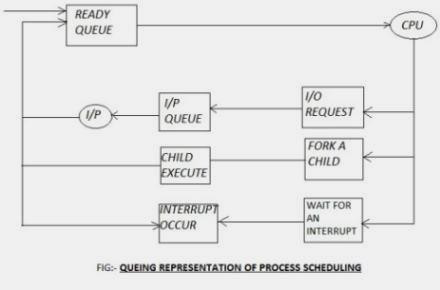 READY
QUEUE
CPU
I/P
I/P
QUEUE
I/O
REQUEST
CHILD
EXECUTE
FORK A
CHILD
INTERRUPT
OCCUR
WAIT FOR
AN
INTERRUPT
FIG:- QUEING REPRESENTATION OF PROCESS SCHEDULING